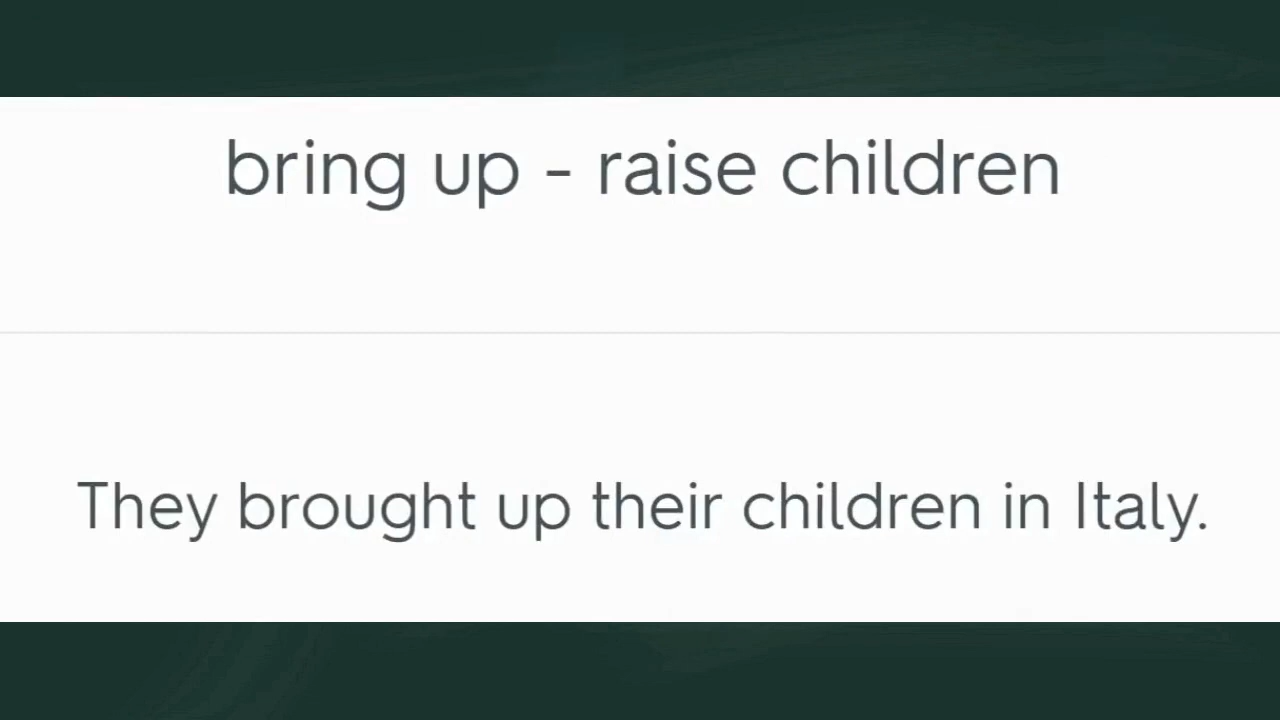 bring up - raise children
They brought up their children in Italy.